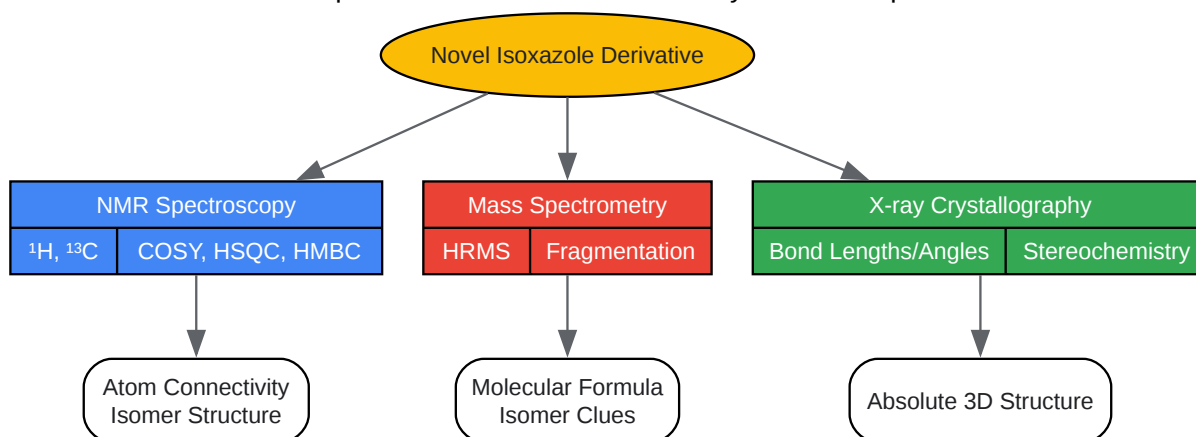 Novel Isoxazole Derivative
NMR Spectroscopy
¹H, ¹³C
COSY, HSQC, HMBC
Mass Spectrometry
HRMS
Fragmentation
X-ray Crystallography
Bond Lengths/Angles
Stereochemistry
Atom Connectivity
Isomer Structure
Molecular Formula
Isomer Clues
Absolute 3D Structure